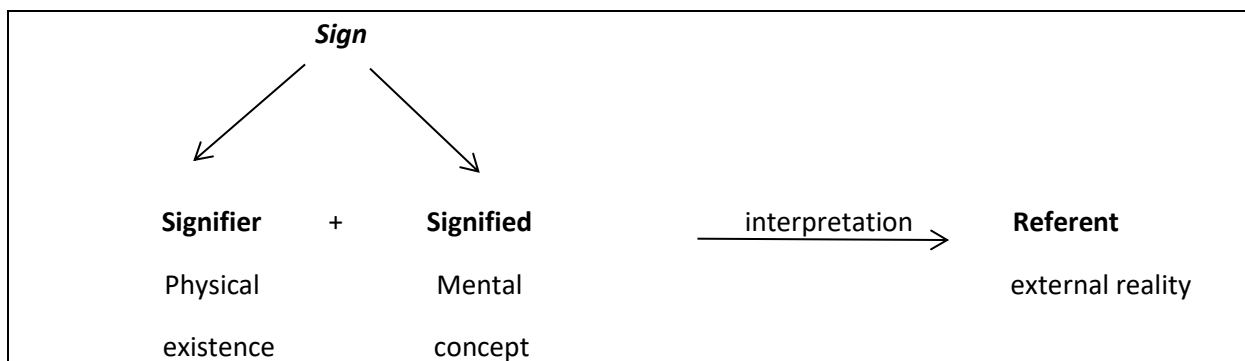 Sign
interpretation
Signifier + Signified Referent
Physical Mental external reality
existence concept